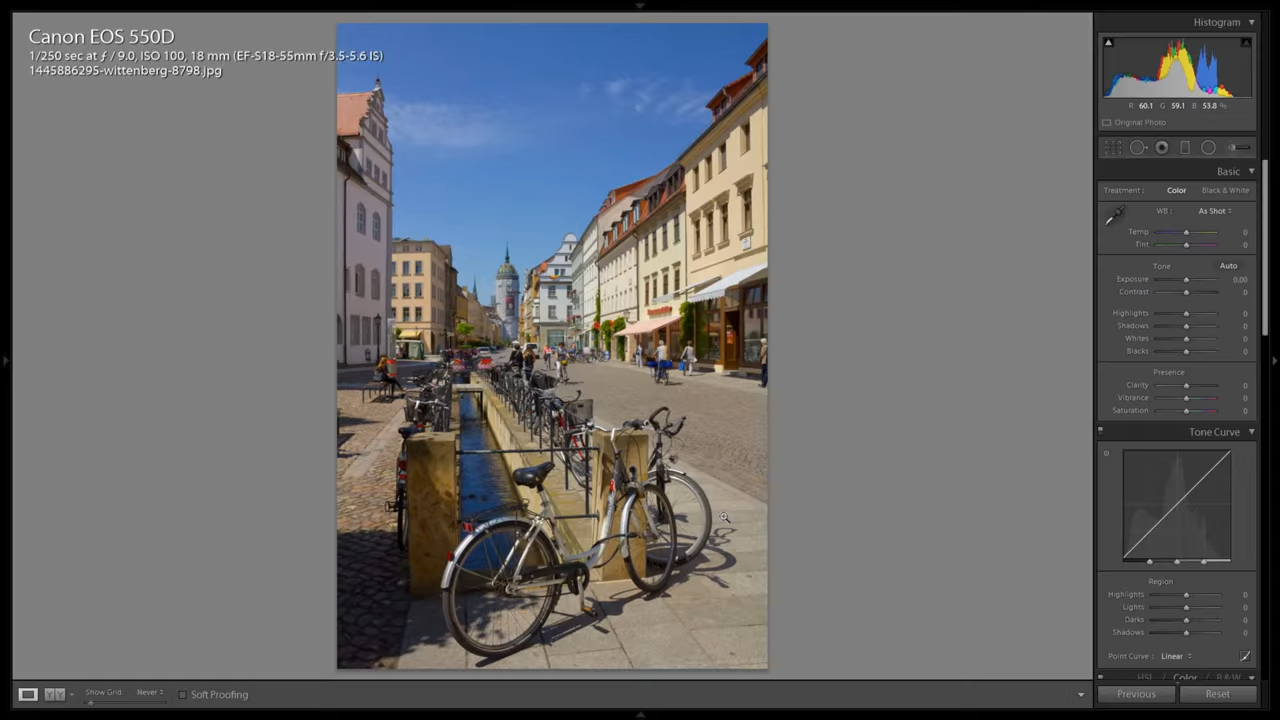 Canon EOS 550D
1/250 sec at ƒ / 9.0, ISO 100, 18 mm (EF-S18-55mm f/3.5-5.6 IS)
1445886295-wittenberg-8798.jpg
Histogram
R 60.1 G 59.1 B 53.8 %
Original Photo
Basic
Treatment : Color Black & White
WB : As Shot
Temp 0
Tint 0
Tone Auto
Exposure 0.00
Contrast 0
Highlights 0
Shadows 0
Whites 0
Blacks 0
Presence
Clarity 0
Vibrance 0
Saturation 0
Tone Curve
Region
Highlights 0
Lights 0
Darks 0
Shadows 0
Point Curve : Linear
HSL / Color / B & W
Previous Reset
Y Y Show Grid: Never Soft Proofing